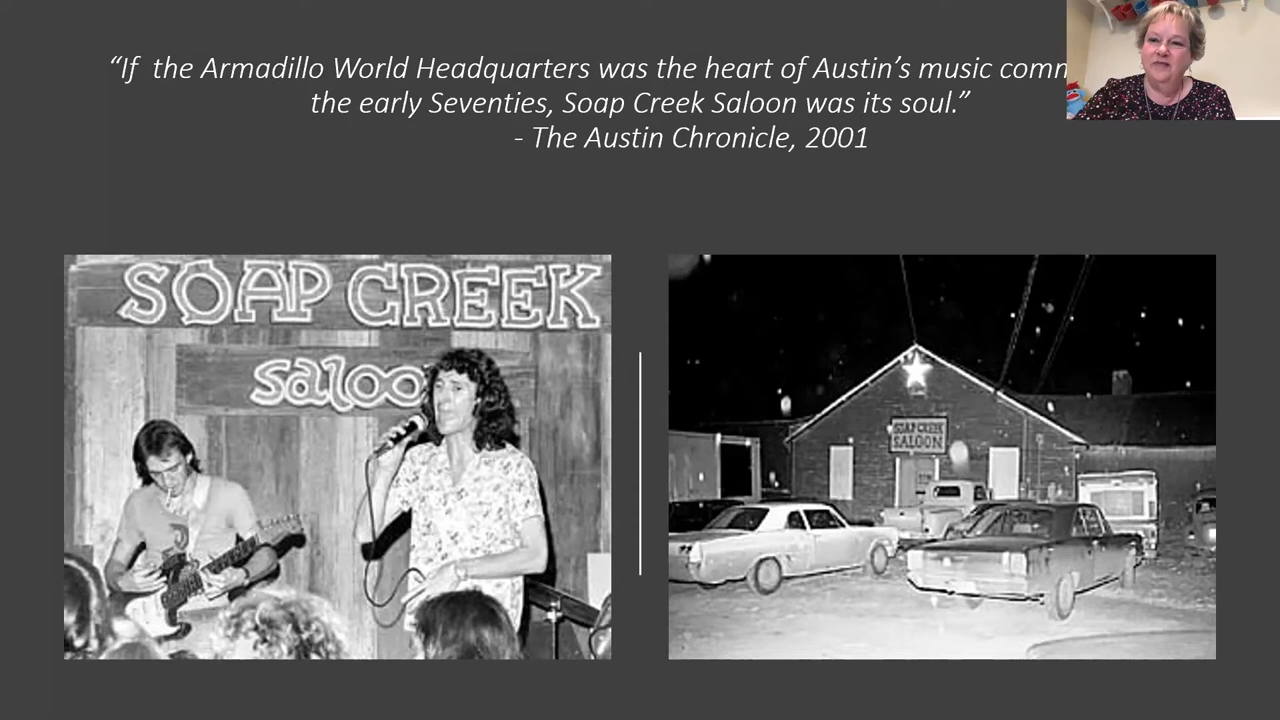 “If the Armadillo World Headquarters was the heart of Austin’s music
the early Seventies, Soap Creek Saloon was its soul.”
- The Austin Chronicle, 2001
SOAP CREEK
saloo
SOAP CREEK
SALOON